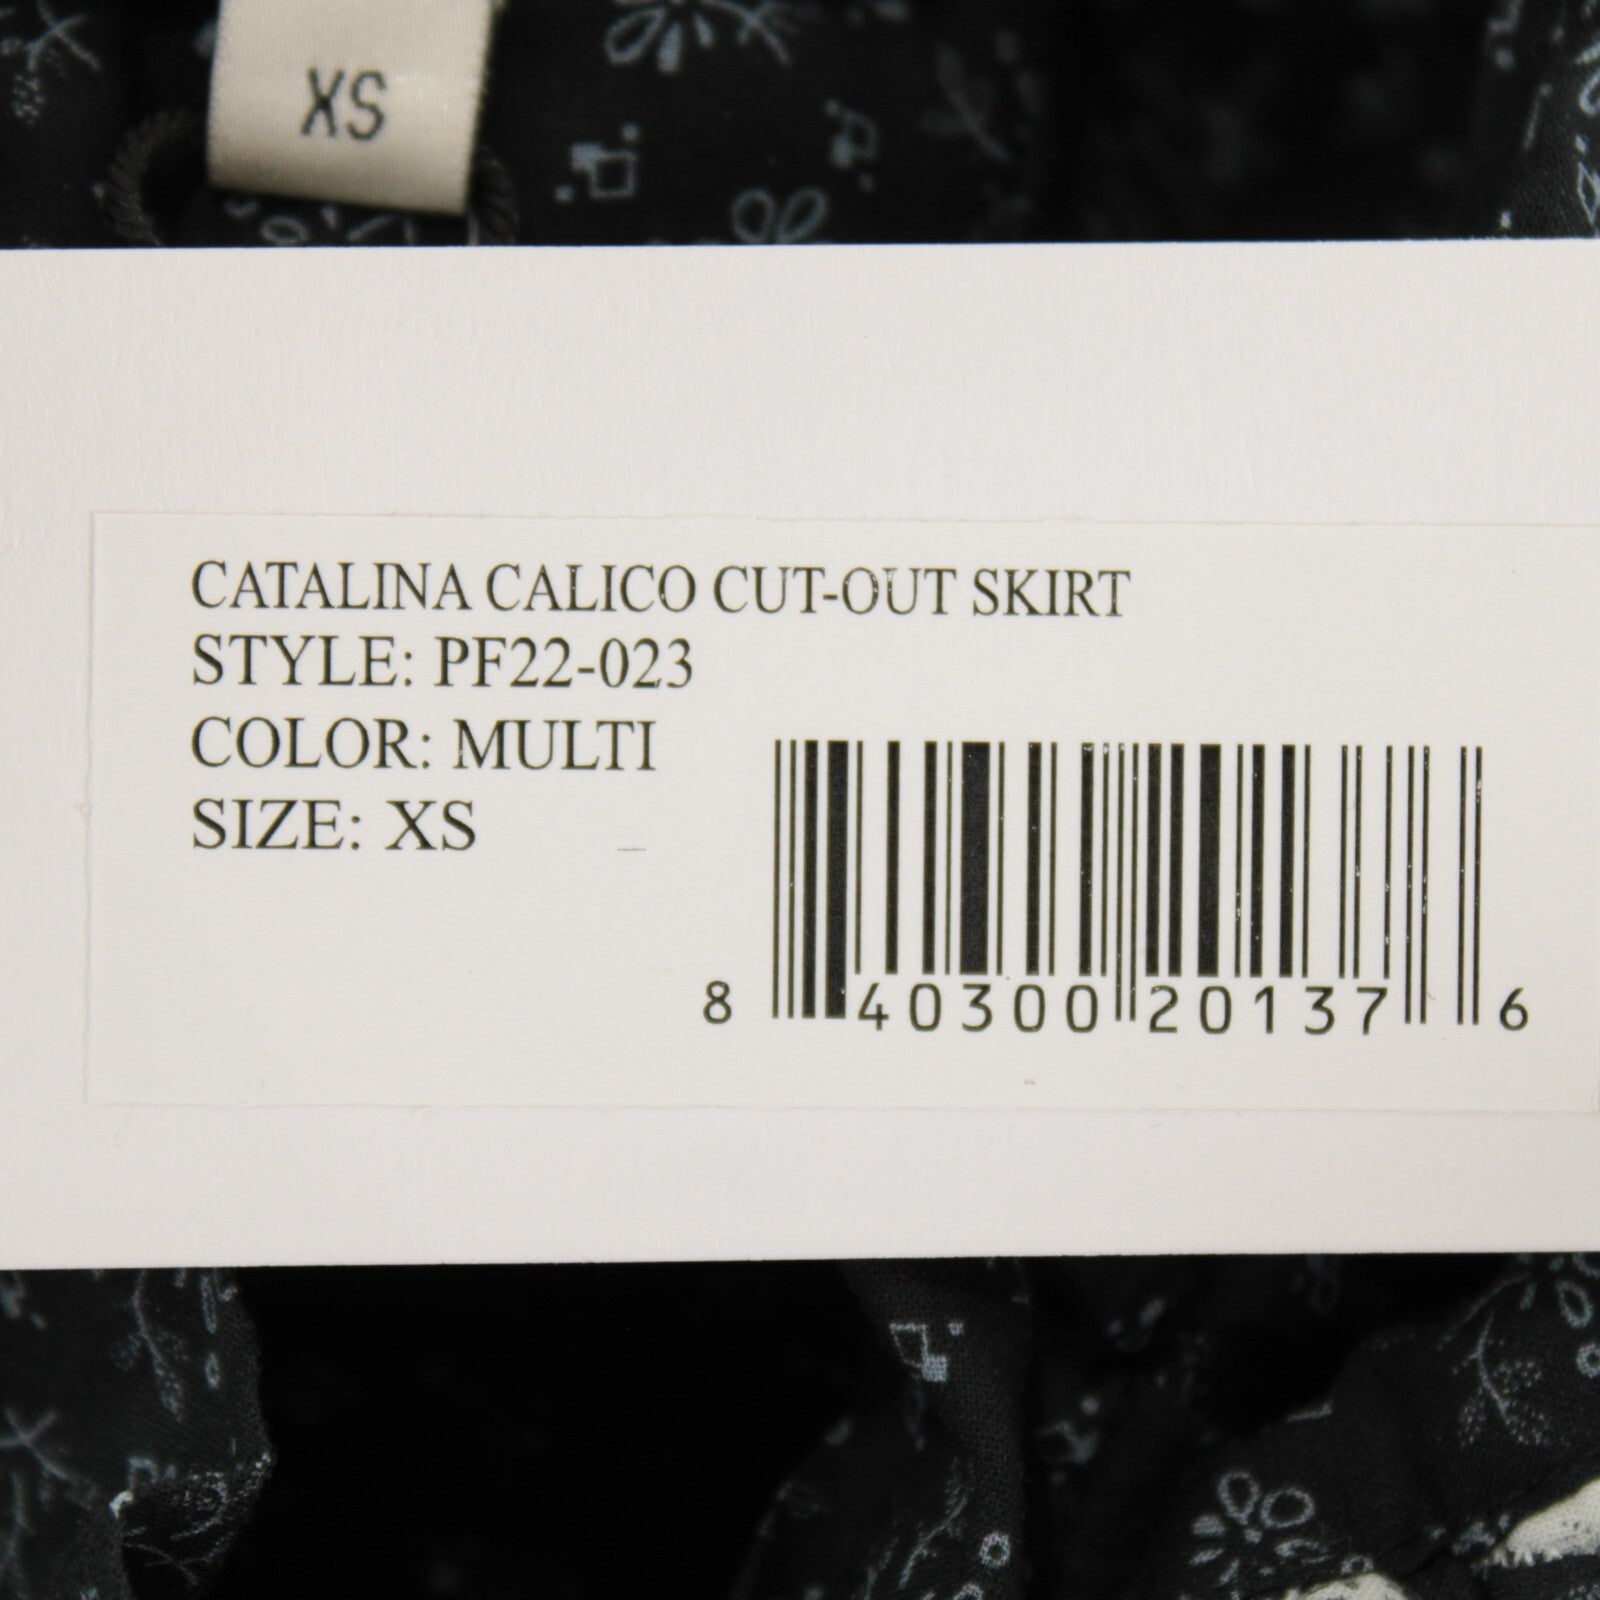 XS
CATALINA CALICO CUT-OUT SKIRT
STYLE: PF22-023
COLOR: MULTI
SIZE: XS
8 40300 20137 6